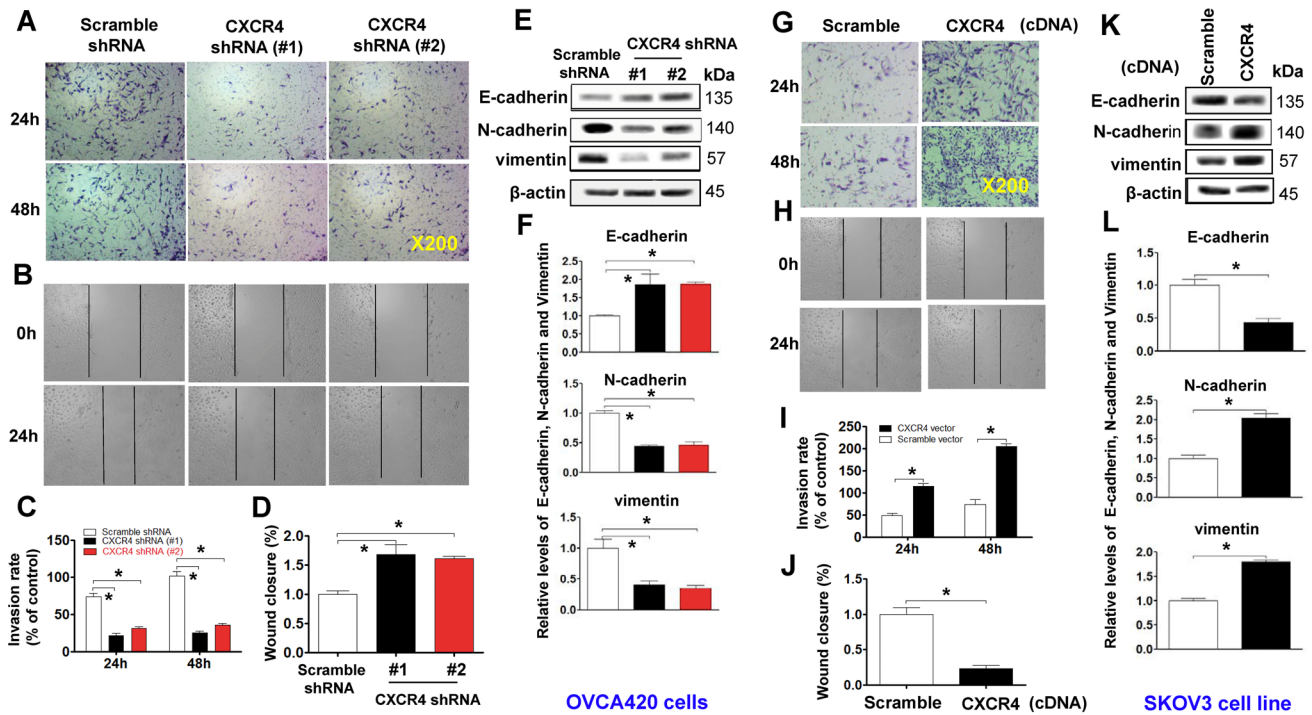 A
Scramble
shRNA
CXCR4
shRNA (#1)
CXCR4
shRNA (#2)
24h
48h
X200
B
0h
24h
C
Scramble shRNA
CXCR4 shRNA (#1)
CXCR4 shRNA (#2)
Invasion rate
(% of control)
150
100
50
0
*
*
*
*
24h
48h
D
Wound closure (%)
2.0
1.5
1.0
0.5
0.0
*
*
Scramble
shRNA
#1
#2
CXCR4 shRNA
E
Scramble
shRNA
CXCR4 shRNA
#1
#2
kDa
E-cadherin
135
N-cadherin
140
vimentin
57
β-actin
45
F
Relative levels of E-cadherin, N-cadherin and Vimentin
E-cadherin
2.5
2.0
1.5
1.0
0.5
0.0
*
*
N-cadherin
1.5
1.0
0.5
0.0
*
*
vimentin
1.5
1.0
0.5
0.0
*
*
OVCA420 cells
G
Scramble
CXCR4
(cDNA)
24h
48h
X200
H
0h
24h
I
CXCR4 vector
Scramble vector
Invasion rate
(% of control)
250
200
150
100
50
0
*
*
24h
48h
J
Wound closure (%)
1.5
1.0
0.5
0.0
*
Scramble
CXCR4
(cDNA)
K
(cDNA)
Scramble
CXCR4
kDa
E-cadherin
135
N-cadherin
140
vimentin
57
β-actin
45
L
Relative levels of E-cadherin, N-cadherin and Vimentin
E-cadherin
1.5
1.0
0.5
0.0
*
N-cadherin
2.5
2.0
1.5
1.0
0.5
0.0
*
vimentin
2.0
1.5
1.0
0.5
0.0
*
SKOV3 cell line